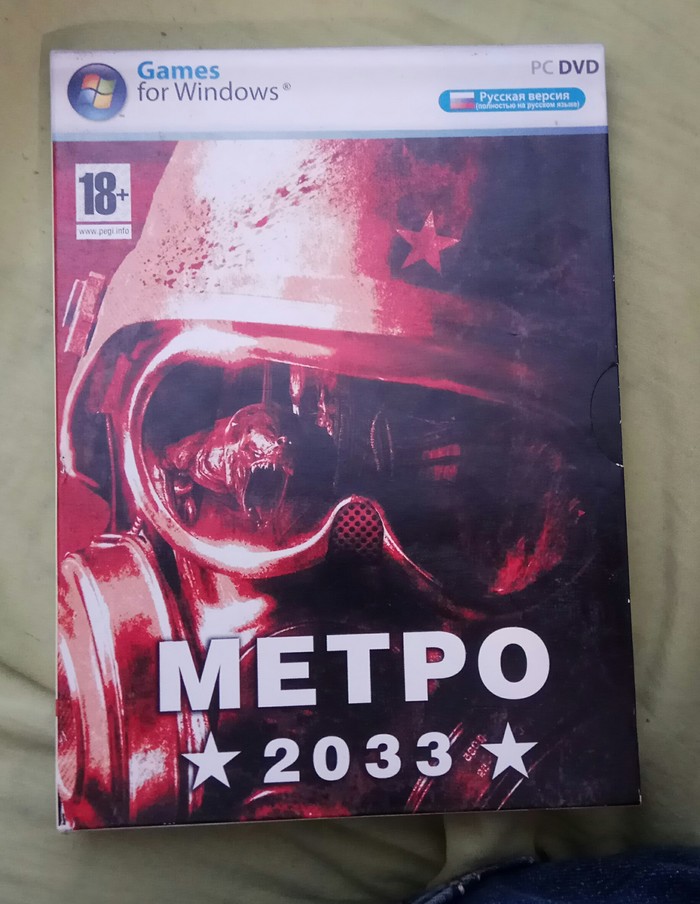 Games
for Windows®
PC DVD
Русская версия
(полностью на русском языке)
18+
www.pegi.info
МЕТРО
★ 2033 ★